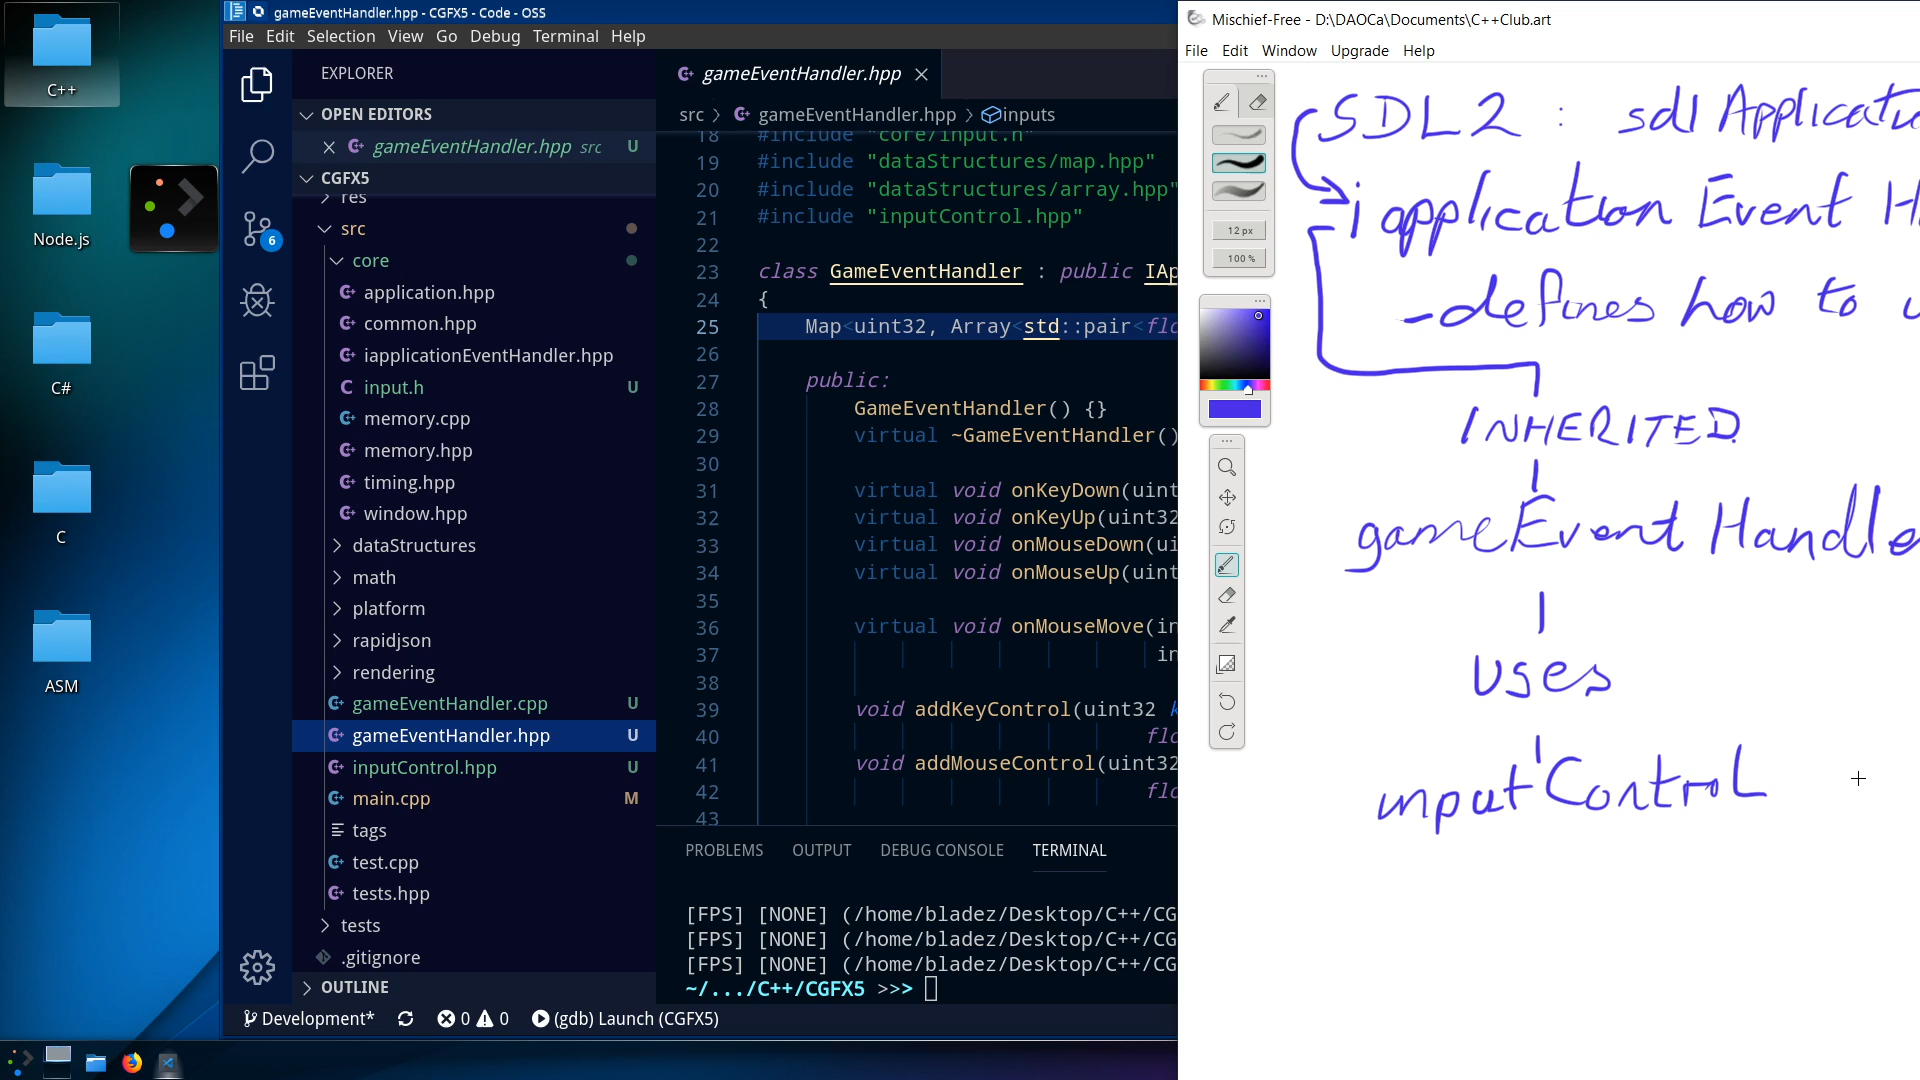 C++
Node.js
C#
C
ASM
gameEventHandler.hpp - CGFX5 - Code - OSS
File Edit Selection View Go Debug Terminal Help
EXPLORER
OPEN EDITORS
gameEventHandler.hpp src U
CGFX5
res
src
core
application.hpp
common.hpp
iapplicationEventHandler.hpp
input.h U
memory.cpp
memory.hpp
timing.hpp
window.hpp
dataStructures
math
platform
rapidjson
rendering
gameEventHandler.cpp U
gameEventHandler.hpp U
inputControl.hpp U
main.cpp M
tags
test.cpp
tests.hpp
tests
.gitignore
OUTLINE
6
gameEventHandler.hpp
src > gameEventHandler.hpp > inputs
18 #include "core/input.h"
19 #include "dataStructures/map.hpp"
20 #include "dataStructures/array.hpp"
21 #include "inputControl.hpp"
22
23 class GameEventHandler : public IAp
24 {
25 Map<uint32, Array<std::pair<flo
26
27 public:
28 GameEventHandler() {}
29 virtual ~GameEventHandler()
30
31 virtual void onKeyDown(uint
32 virtual void onKeyUp(uint32
33 virtual void onMouseDown(ui
34 virtual void onMouseUp(uint
35
36 virtual void onMouseMove(in
37 in
38
39 void addKeyControl(uint32 k
40 flo
41 void addMouseControl(uint32
42 flo
43
PROBLEMS OUTPUT DEBUG CONSOLE TERMINAL
[FPS] [NONE] (/home/bladez/Desktop/C++/CG
[FPS] [NONE] (/home/bladez/Desktop/C++/CG
[FPS] [NONE] (/home/bladez/Desktop/C++/CG
~/.../C++/CGFX5 >>>
Development* 0 0 (gdb) Launch (CGFX5)
Mischief-Free - D:\DAOCa\Documents\C++Club.art
File Edit Window Upgrade Help
12 px
100 %
SDL2 : sdl Applicatio
iapplication Event H
-defines how to u
INHERITED
gameEvent Handle
uses
inputControl